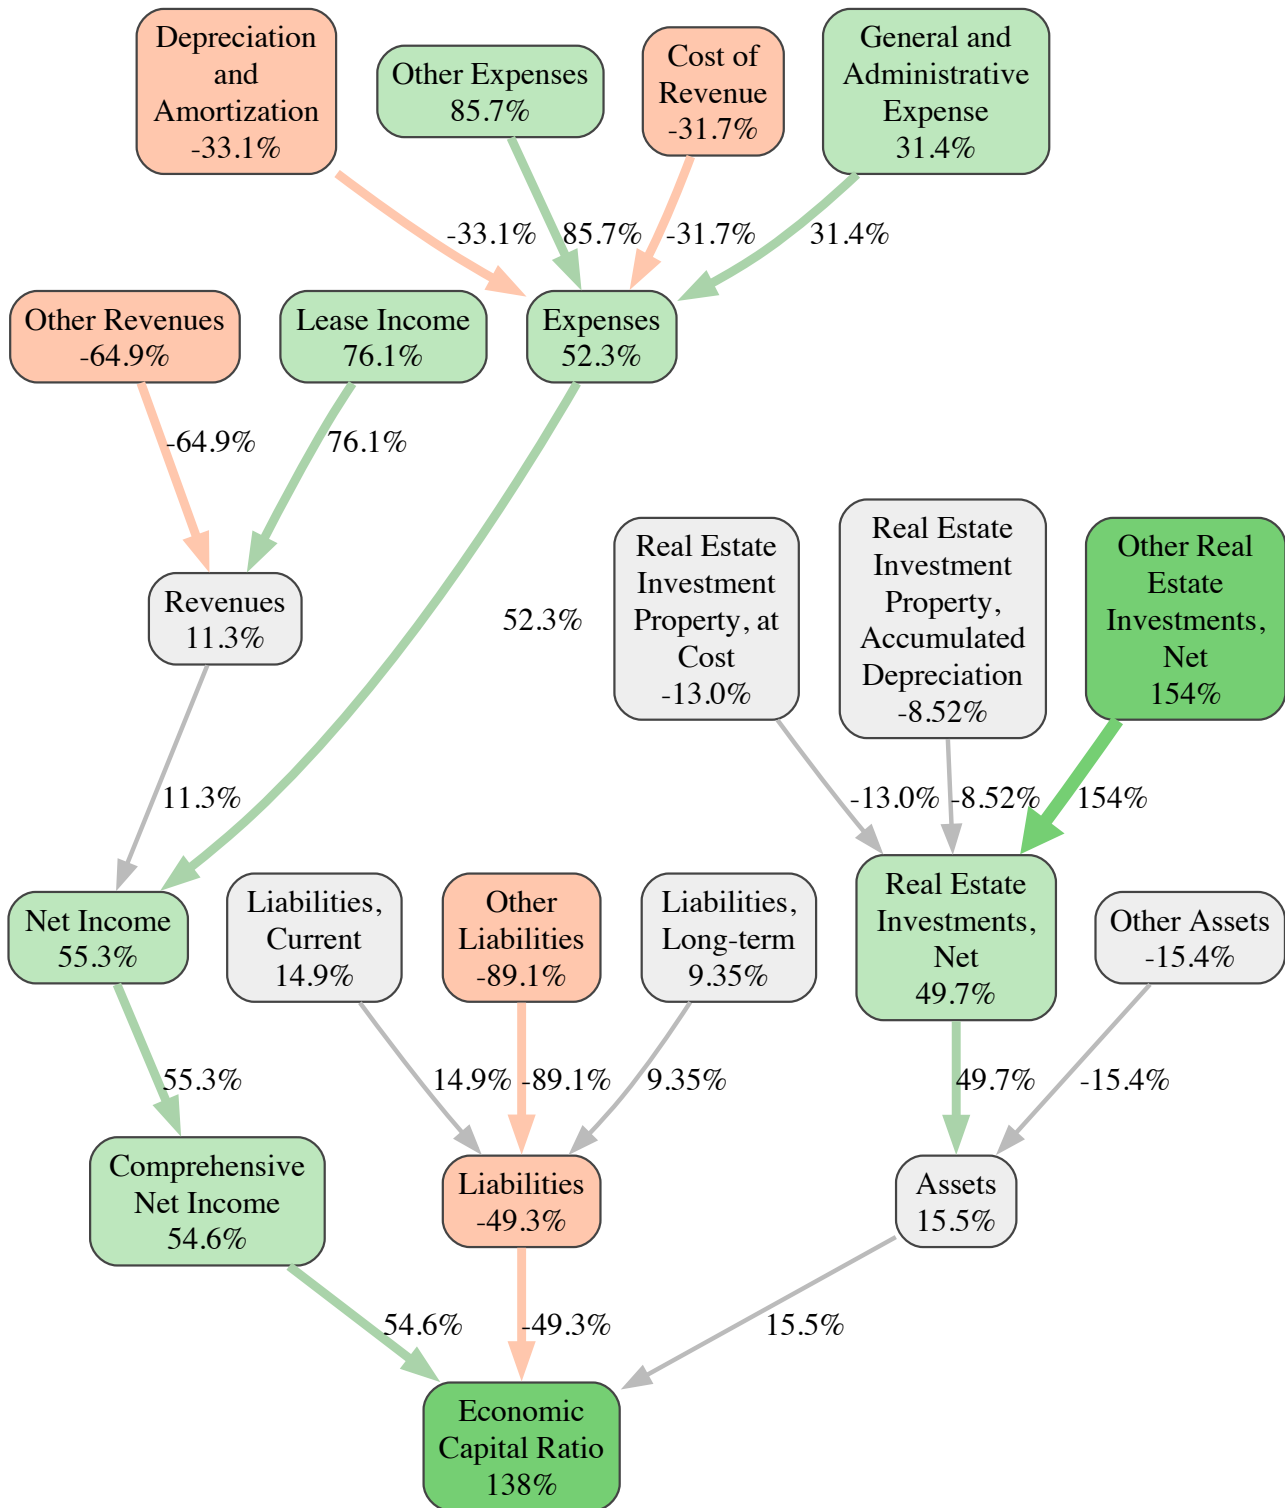 Depreciation
and
Amortization
-33.1%
Other Expenses
85.7%
Cost of
Revenue
-31.7%
General and
Administrative
Expense
31.4%
-33.1%
85.7%
-31.7%
31.4%
Other Revenues
-64.9%
Lease Income
76.1%
Expenses
52.3%
-64.9%
76.1%
Revenues
11.3%
52.3%
Real Estate
Investment
Property, at
Cost
-13.0%
Real Estate
Investment
Property,
Accumulated
Depreciation
-8.52%
Other Real
Estate
Investments,
Net
154%
11.3%
-13.0%
-8.52%
154%
Net Income
55.3%
Liabilities,
Current
14.9%
Other
Liabilities
-89.1%
Liabilities,
Long-term
9.35%
Real Estate
Investments,
Net
49.7%
Other Assets
-15.4%
55.3%
14.9%
-89.1%
9.35%
49.7%
-15.4%
Comprehensive
Net Income
54.6%
Liabilities
-49.3%
Assets
15.5%
54.6%
-49.3%
15.5%
Economic
Capital Ratio
138%